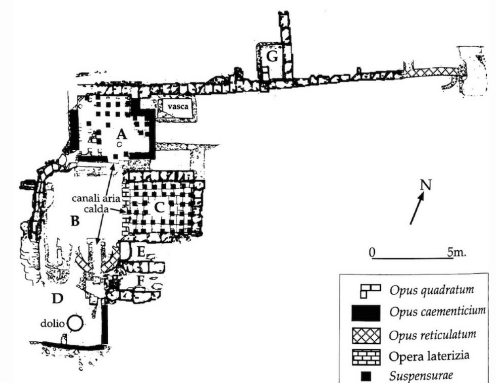 G
vasca
A
canali aria
calda
C
B
N
E
F
D
dolio
0 5m.
Opus quadratum
Opus caementicium
Opus reticulatum
Opera laterizia
Suspensurae